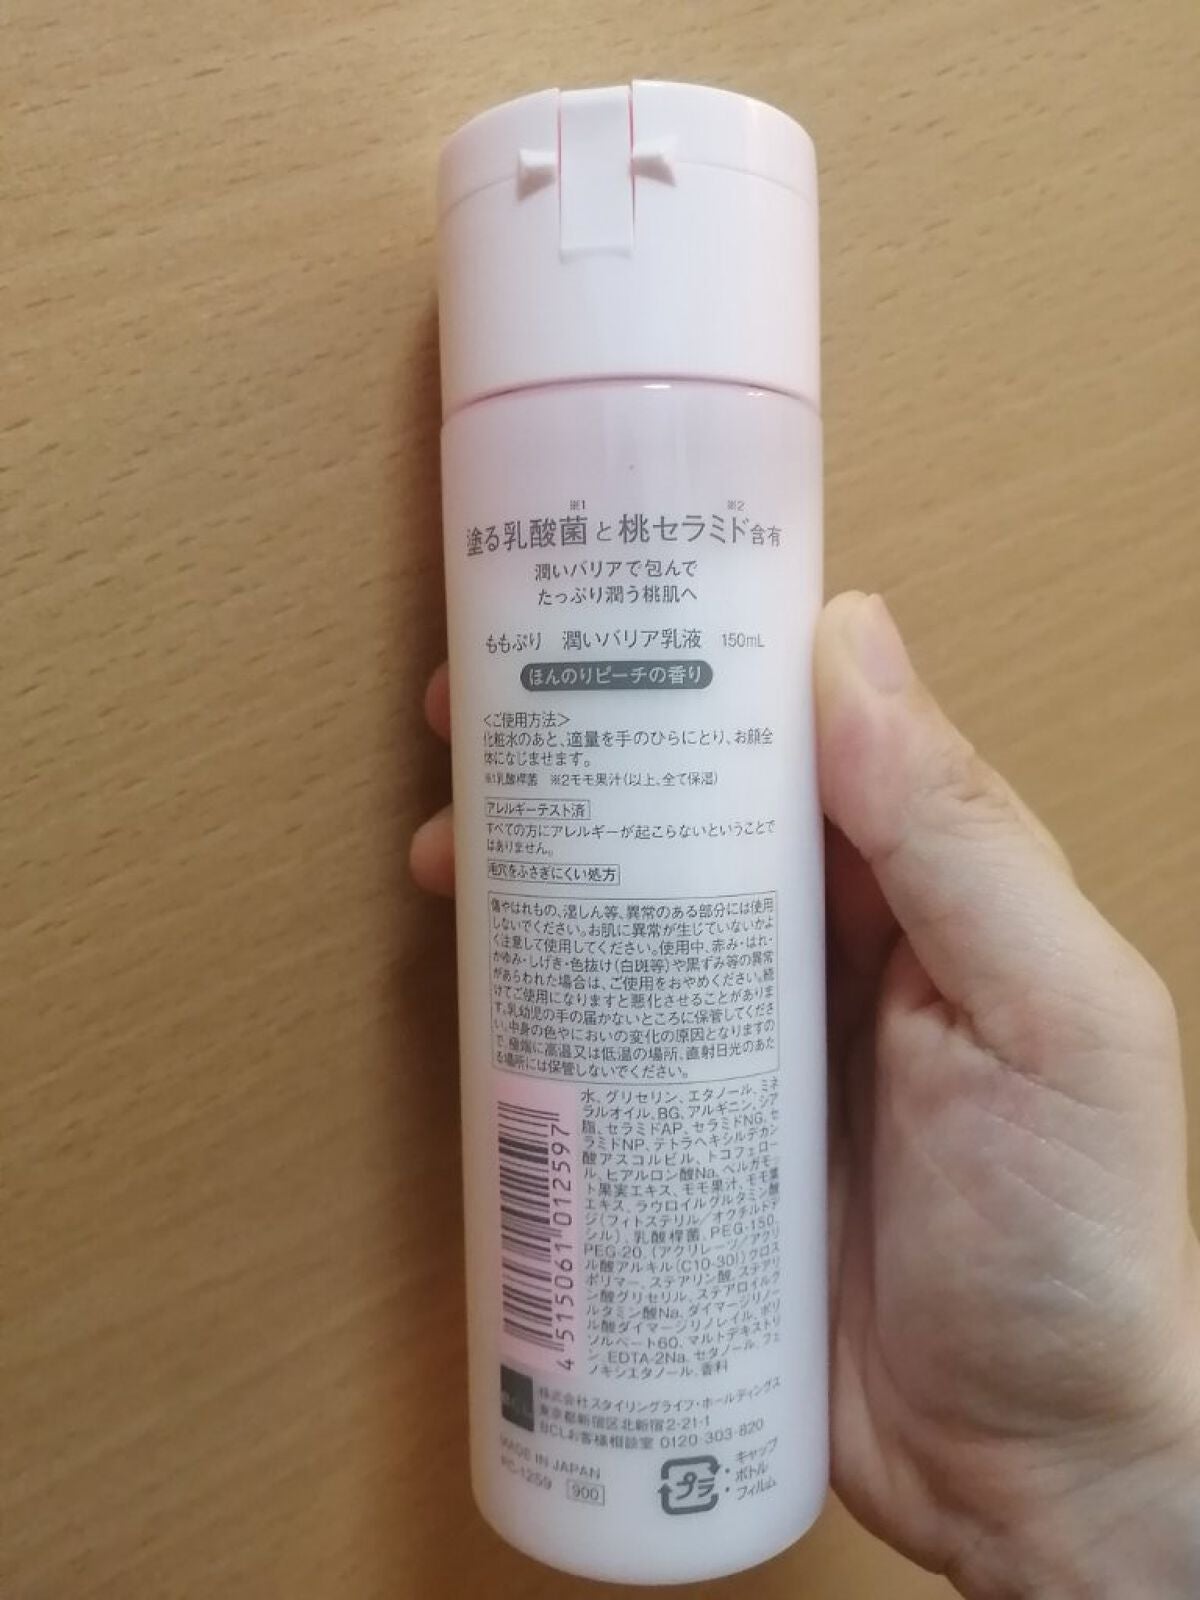 ※1 ※2
塗る乳酸菌と桃セラミド含有
潤いバリアで包んで
たっぷり潤う桃肌へ
ももぷり 潤いバリア乳液 150mL
ほんのりピーチの香り
<ご使用方法>
化粧水のあと、適量を手のひらにとり、お顔全
体になじませます。
※1乳酸桿菌 ※2モモ果汁(以上、全て保湿)
アレルギーテスト済
すべての方にアレルギーが起こらないということで
はありません。
毛穴をふさぎにくい処方
傷やはれもの、湿しん等、異常のある部分には使用
しないでください。お肌に異常が生じていないかよ
く注意して使用してください。使用中、赤み・はれ・
かゆみ・しげき・色抜け(白斑等)や黒ずみ等の異常
があらわれた場合は、ご使用をおやめください。続
けてご使用になりますと悪化させることがありま
す。乳幼児の手の届かないところに保管してくださ
い。中身の色やにおいの変化の原因となりますの
で、極端に高温又は低温の場所、直射日光のあた
る場所には保管しないでください。
水、グリセリン、エタノール、ミネ
ラルオイル、BG、アルギニン、シア
脂、セラミドAP、セラミドNG、セ
ラミドNP、テトラヘキシルデカン
酸アスコルビル、トコフェロー
ル、ヒアルロン酸Na、ベルガモッ
ト果実エキス、モモ果汁、モモ葉
エキス、ラウロイルグルタミン酸
ジ(フィトステリル/オクチルドデ
シル)、乳酸桿菌、PEG-150、
PEG-20、(アクリレーツ/アクリ
ル酸アルキル(C10-30))クロス
ポリマー、ステアリン酸、ステアリ
ン酸グリセリル、ステアロイルグ
ルタミン酸Na、ダイマージリノー
ル酸ダイマージリノレイル、ポリ
ソルベート60、マルトデキストリ
ン、EDTA-2Na、セタノール、フェ
ノキシエタノール、香料
4 515061 012597
BCL
株式会社スタイリングライフ・ホールディングス
東京都新宿区北新宿2-21-1
BCLお客様相談室 0120-303-820
MADE IN JAPAN
PC-1259 900
プラ
・キャップ
・ボトル
・フィルム